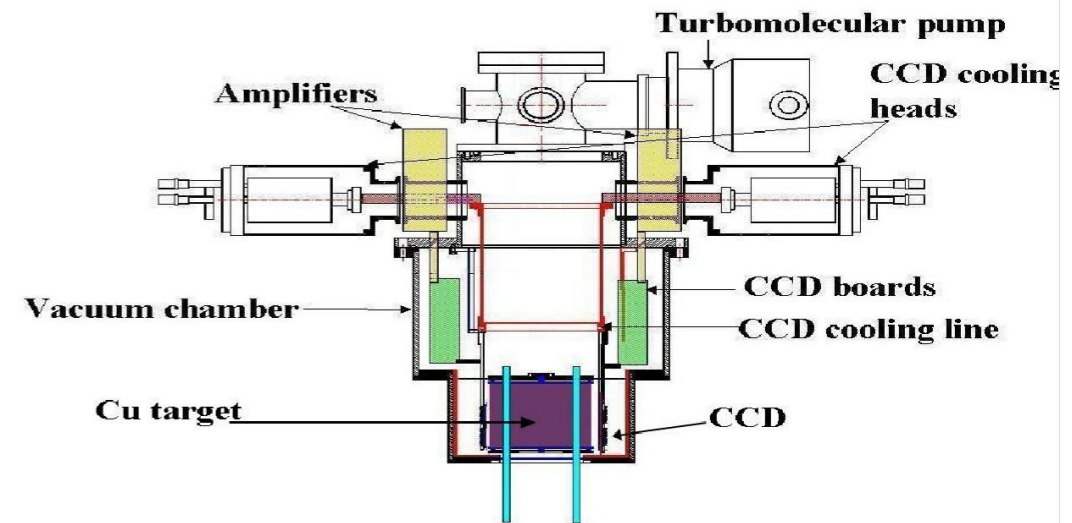 Turbomolecular pump
CCD cooling
heads
Amplifiers
CCD boards
Vacuum chamber
CCD cooling line
Cu target
CCD